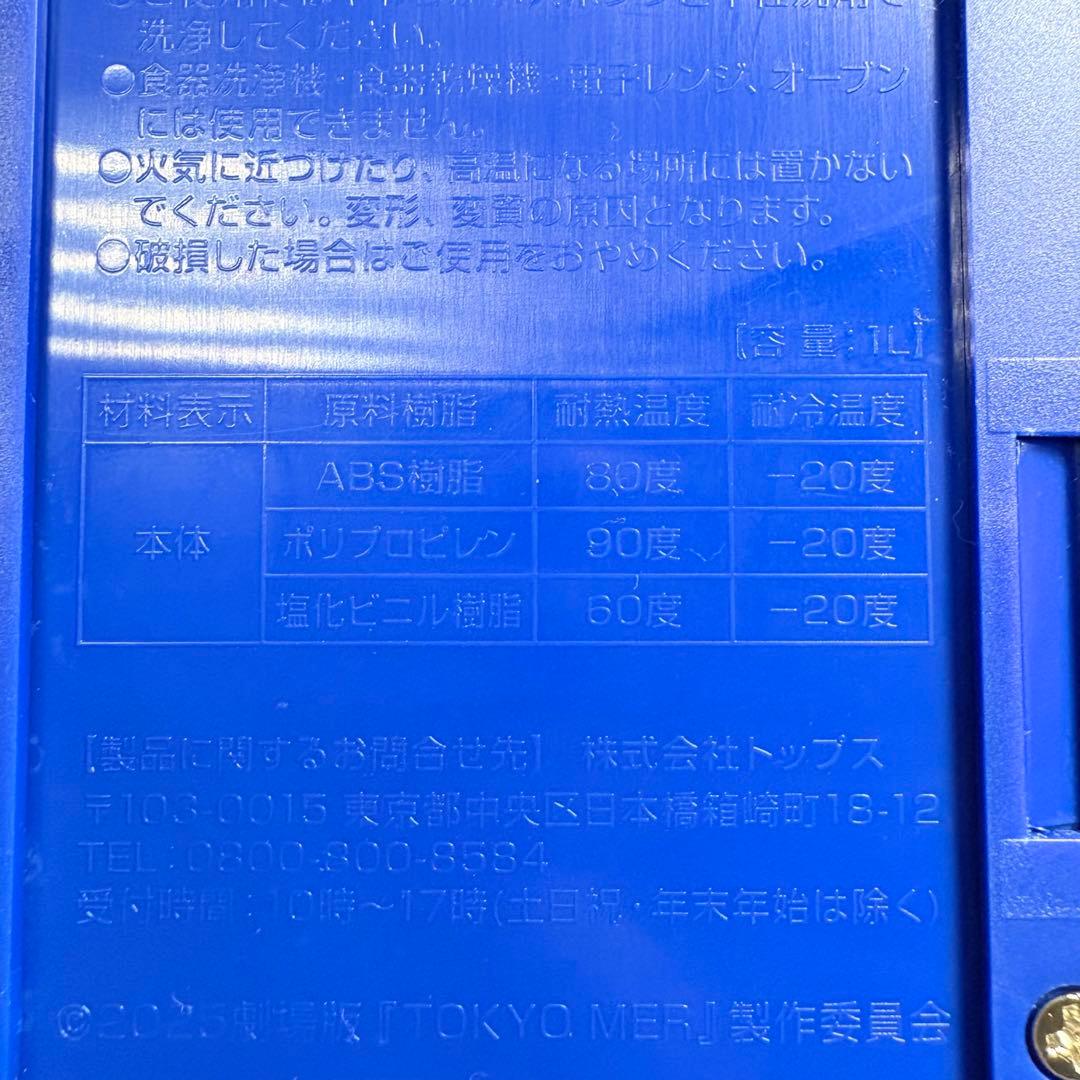 洗浄してください。
○食器洗浄機・食器乾燥機・電子レンジ、オーブン
には使用できません。
○火気に近づけたり、高温になる場所には置かない
でください。変形、変質の原因となります。
○破損した場合はご使用をおやめください。
[容量:1L]
材料表示 原料樹脂 耐熱温度 耐冷温度
本体
ABS樹脂 80度 -20度
ポリプロピレン 90度 -20度
塩化ビニル樹脂 60度 -20度
[製品に関するお問合せ先] 株式会社トップス
〒103-0015 東京都中央区日本橋箱崎町18-12
TEL:0800-800-8584
受付時間:10時〜17時(土日祝・年末年始は除く)
©2025劇場版『TOKYO MER』製作委員会